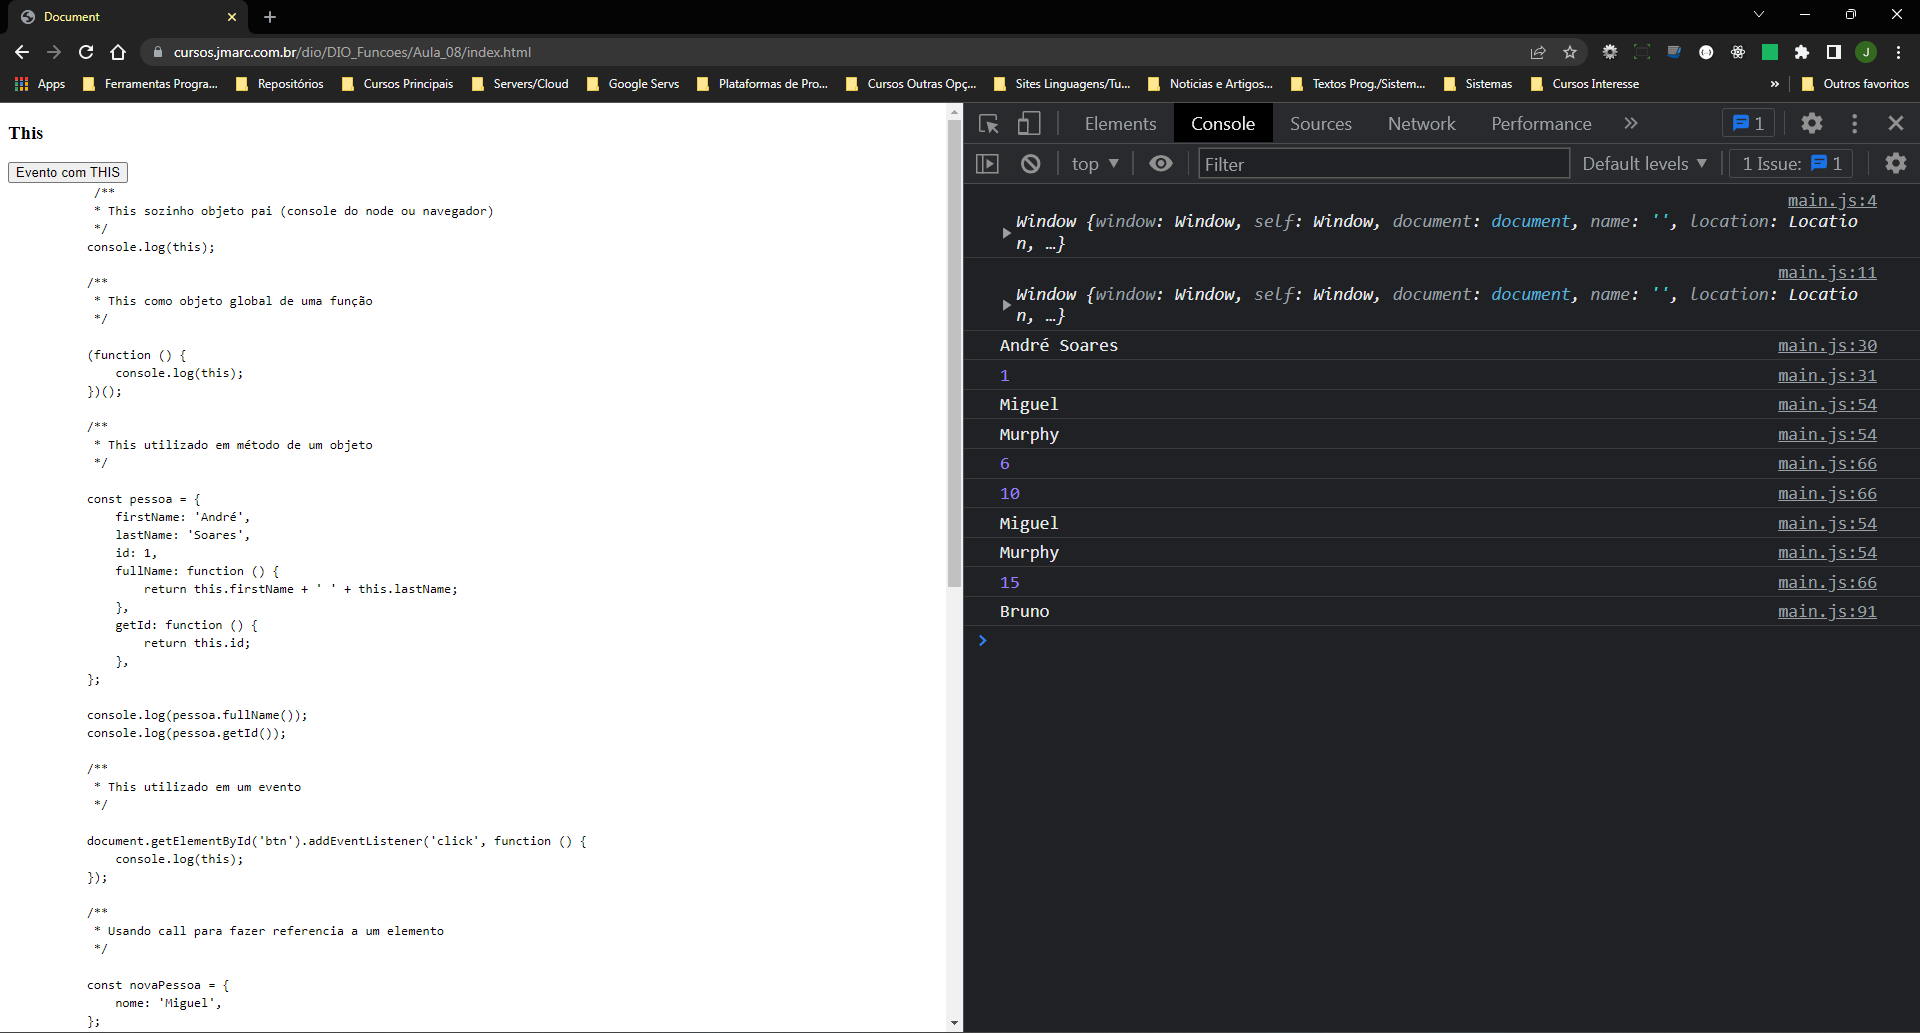 Document
cursos.jmarc.com.br/dio/DIO_Funcoes/Aula_08/index.html
J
Apps
Ferramentas Progra...
Repositórios
Cursos Principais
Servers/Cloud
Google Servs
Plataformas de Pro...
Cursos Outras Opç...
Sites Linguagens/Tu...
Noticias e Artigos...
Textos Prog./Sistem...
Sistemas
Cursos Interesse
»
Outros favoritos
This
Evento com THIS
/**
* This sozinho objeto pai (console do node ou navegador)
*/
console.log(this);
/**
* This como objeto global de uma função
*/
(function () {
console.log(this);
})();
/**
* This utilizado em método de um objeto
*/
const pessoa = {
firstName: 'André',
lastName: 'Soares',
id: 1,
fullName: function () {
return this.firstName + ' ' + this.lastName;
},
getId: function () {
return this.id;
},
};
console.log(pessoa.fullName());
console.log(pessoa.getId());
/**
* This utilizado em um evento
*/
document.getElementById('btn').addEventListener('click', function () {
console.log(this);
});
/**
* Usando call para fazer referencia a um elemento
*/
const novaPessoa = {
nome: 'Miguel',
};
Elements
Console
Sources
Network
Performance
»
1
top
Filter
Default levels
1 Issue: 1
main.js:4
Window {window: Window, self: Window, document: document, name: '', location: Locatio
n, …}
main.js:11
Window {window: Window, self: Window, document: document, name: '', location: Locatio
n, …}
André Soares main.js:30
1 main.js:31
Miguel main.js:54
Murphy main.js:54
6 main.js:66
10 main.js:66
Miguel main.js:54
Murphy main.js:54
15 main.js:66
Bruno main.js:91